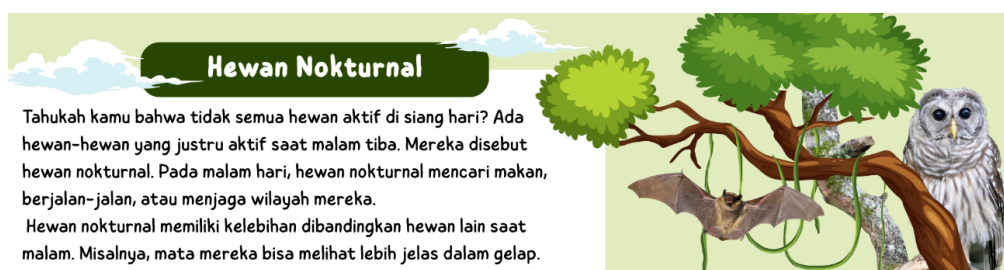 Hewan Nokturnal
Tahukah kamu bahwa tidak semua hewan aktif di siang hari? Ada
hewan-hewan yang justru aktif saat malam tiba. Mereka disebut
hewan nokturnal. Pada malam hari, hewan nokturnal mencari makan,
berjalan-jalan, atau menjaga wilayah mereka.
Hewan nokturnal memiliki kelebihan dibandingkan hewan lain saat
malam. Misalnya, mata mereka bisa melihat lebih jelas dalam gelap.